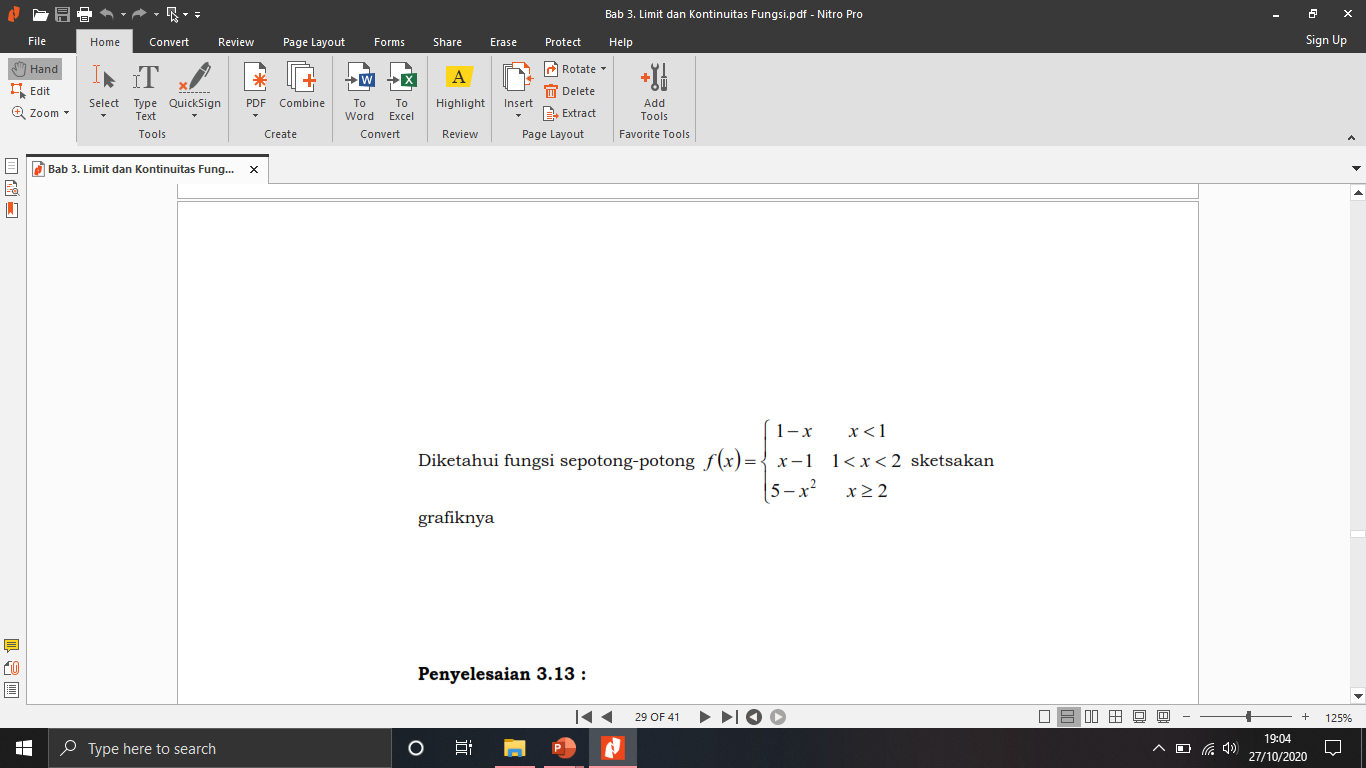 Bab 3. Limit dan Kontinuitas Fungsi.pdf - Nitro Pro
File Home Convert Review Page Layout Forms Share Erase Protect Help Sign Up
Hand
Edit
Zoom
Select
Type Text
QuickSign
Tools
PDF
Combine
Create
To Word
To Excel
Convert
A
Highlight
Review
Insert
Rotate
Delete
Extract
Page Layout
Add Tools
Favorite Tools
Bab 3. Limit dan Kontinuitas Fung...
Diketahui fungsi sepotong-potong f(x) = { 1 − x x < 1
x − 1 1 < x < 2 sketsakan
5 − x² x ≥ 2
grafiknya
Penyelesaian 3.13 :
29 OF 41
125%
Type here to search
19:04
27/10/2020